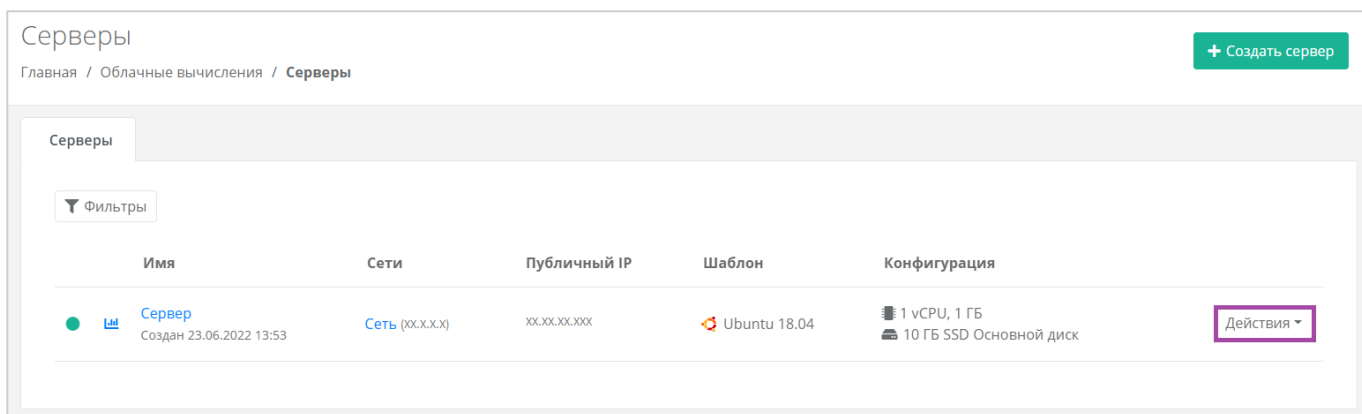 Серверы
+ Создать сервер
Главная / Облачные вычисления / Серверы
Серверы
Фильтры
Имя Сети Публичный IP Шаблон Конфигурация
Сервер Сеть (XX.X.X.X) XX.XX.XX.XXX Ubuntu 18.04 1 vCPU, 1 ГБ Действия
Создан 23.06.2022 13:53 10 ГБ SSD Основной диск